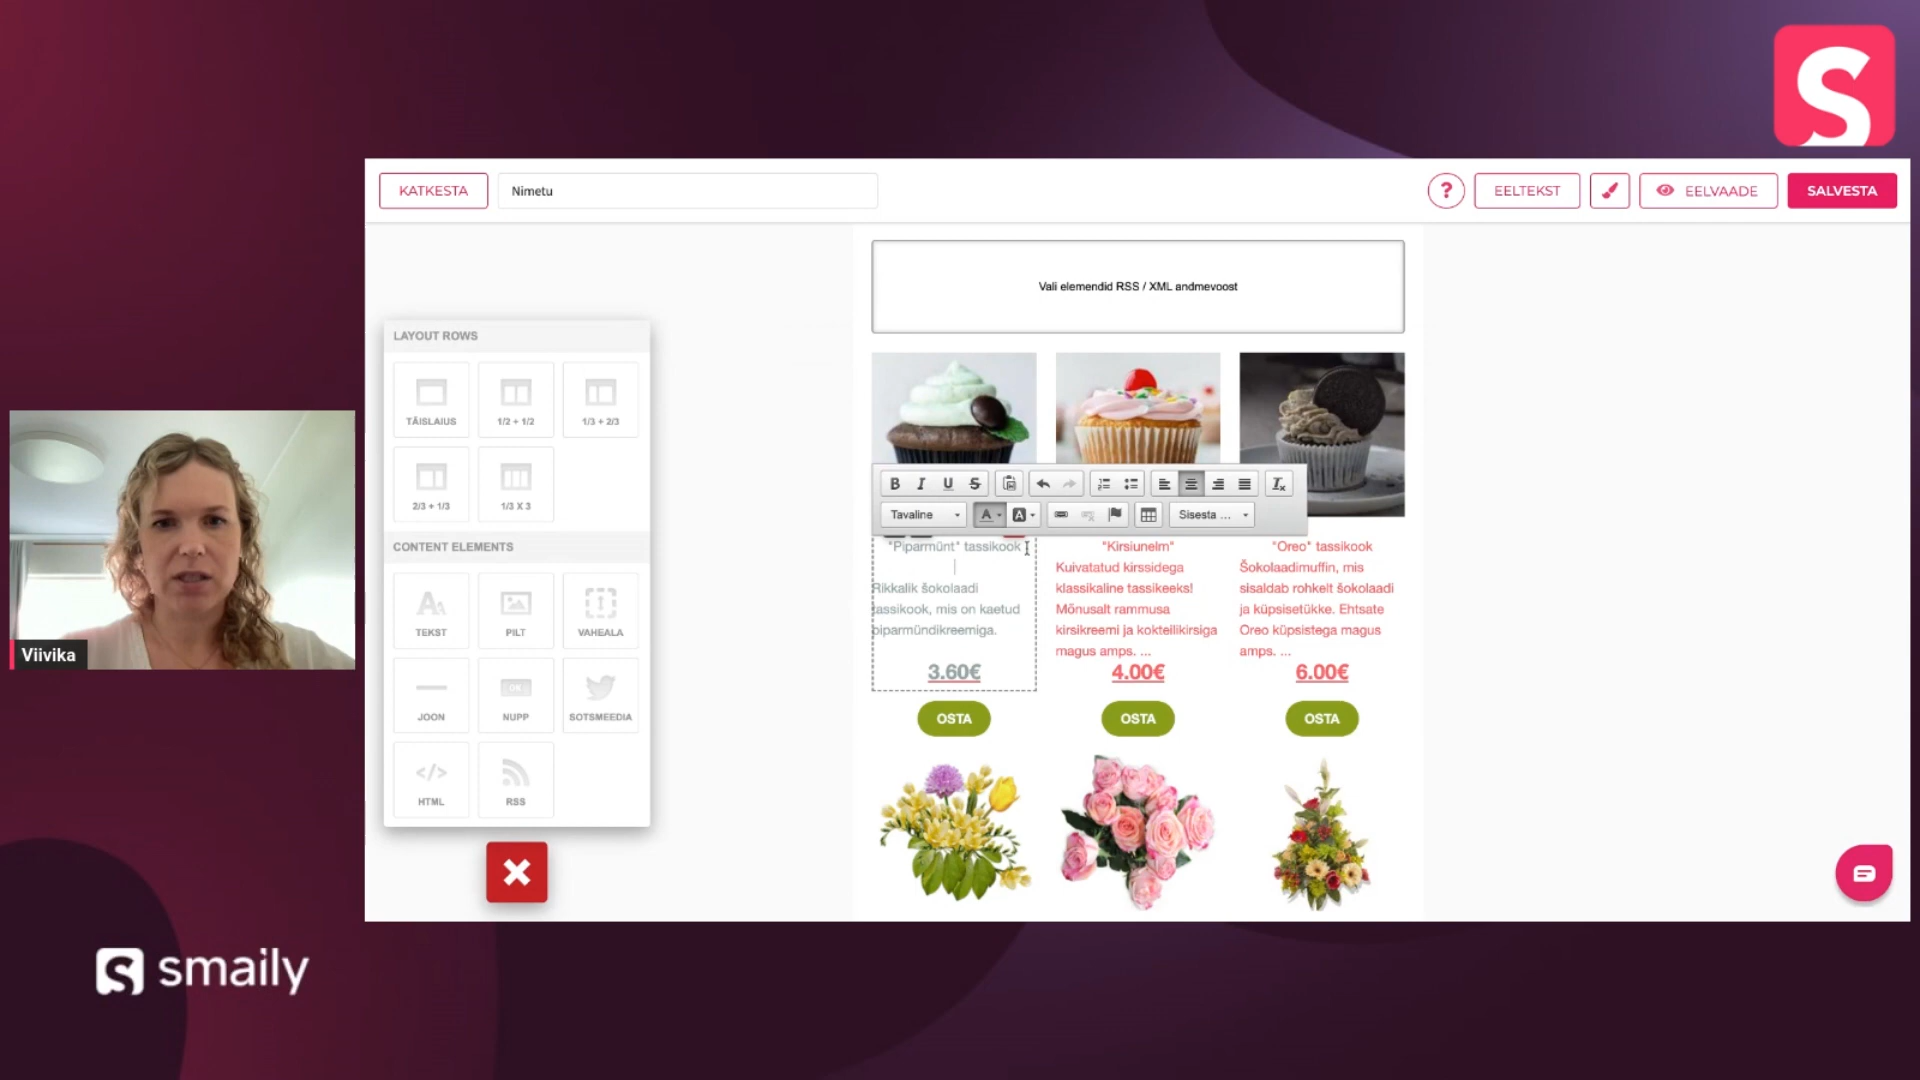 KATKESTA
Nimetu
?
EELTEKST
EELVAADE
SALVESTA
Vali elemendid RSS / XML andmevoost
LAYOUT ROWS
TÄISLAIUS
1/2 + 1/2
1/3 + 2/3
2/3 + 1/3
1/3 X 3
CONTENT ELEMENTS
TEKST
PILT
VAHEALA
JOON
NUPP
SOTSMEEDIA
HTML
RSS
B I U S
Tavaline
Sisesta ...
"Piparmünt" tassikook
Rikkalik šokolaadi
tassikook, mis on kaetud
piparmündikreemiga.
3.60€
OSTA
"Kirsiunelm"
Kuivatatud kirssidega
klassikaline tassikeeks!
Mõnusalt rammusa
kirsikreemi ja kokteilikirsiga
magus amps. ...
4.00€
OSTA
"Oreo" tassikook
Šokolaadimuffin, mis
sisaldab rohkelt šokolaadi
ja küpsisetükke. Ehtsate
Oreo küpsistega magus
amps. ...
6.00€
OSTA
Viivika
smaily